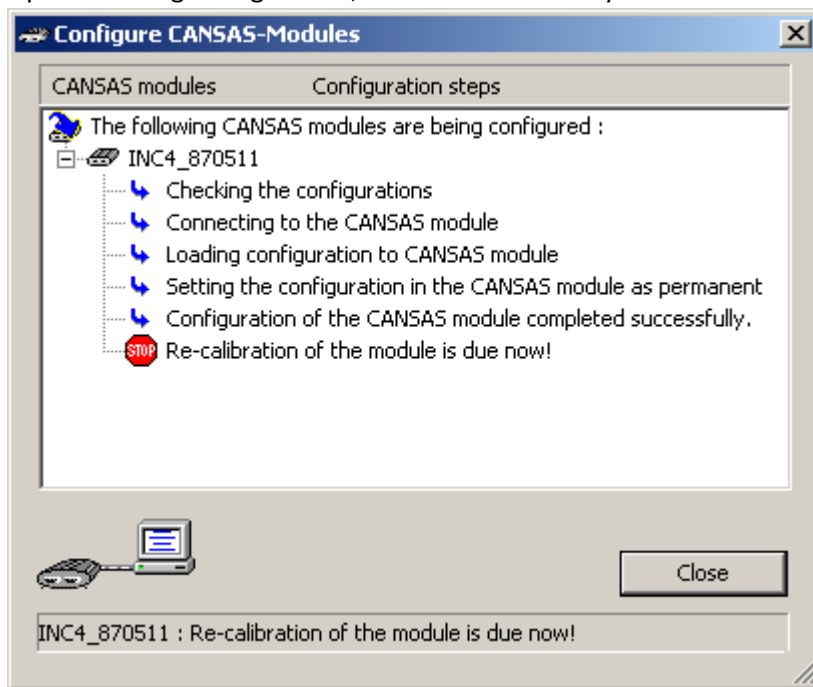 Configure CANSAS-Modules
CANSAS modules Configuration steps
The following CANSAS modules are being configured :
INC4_870511
Checking the configurations
Connecting to the CANSAS module
Loading configuration to CANSAS module
Setting the configuration in the CANSAS module as permanent
Configuration of the CANSAS module completed successfully.
STOP Re-calibration of the module is due now!
Close
INC4_870511 : Re-calibration of the module is due now!